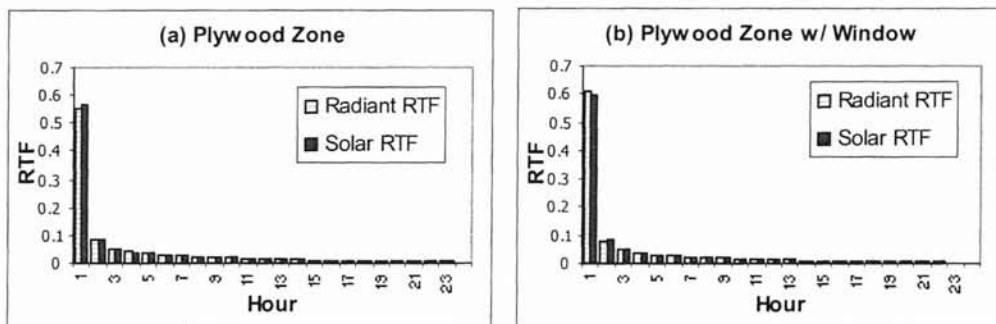 (a) Plywood Zone
0.7
0.6
0.5
0.4
0.3
0.2
0.1
0
RTF
Radiant RTF
Solar RTF
1 3 5 7 9 11 13 15 17 19 21 23
Hour
(b) Plywood Zone w/ Window
0.7
0.6
0.5
0.4
0.3
0.2
0.1
0
RTF
Radiant RTF
Solar RTF
1 3 5 7 9 11 13 15 17 19 21 23
Hour